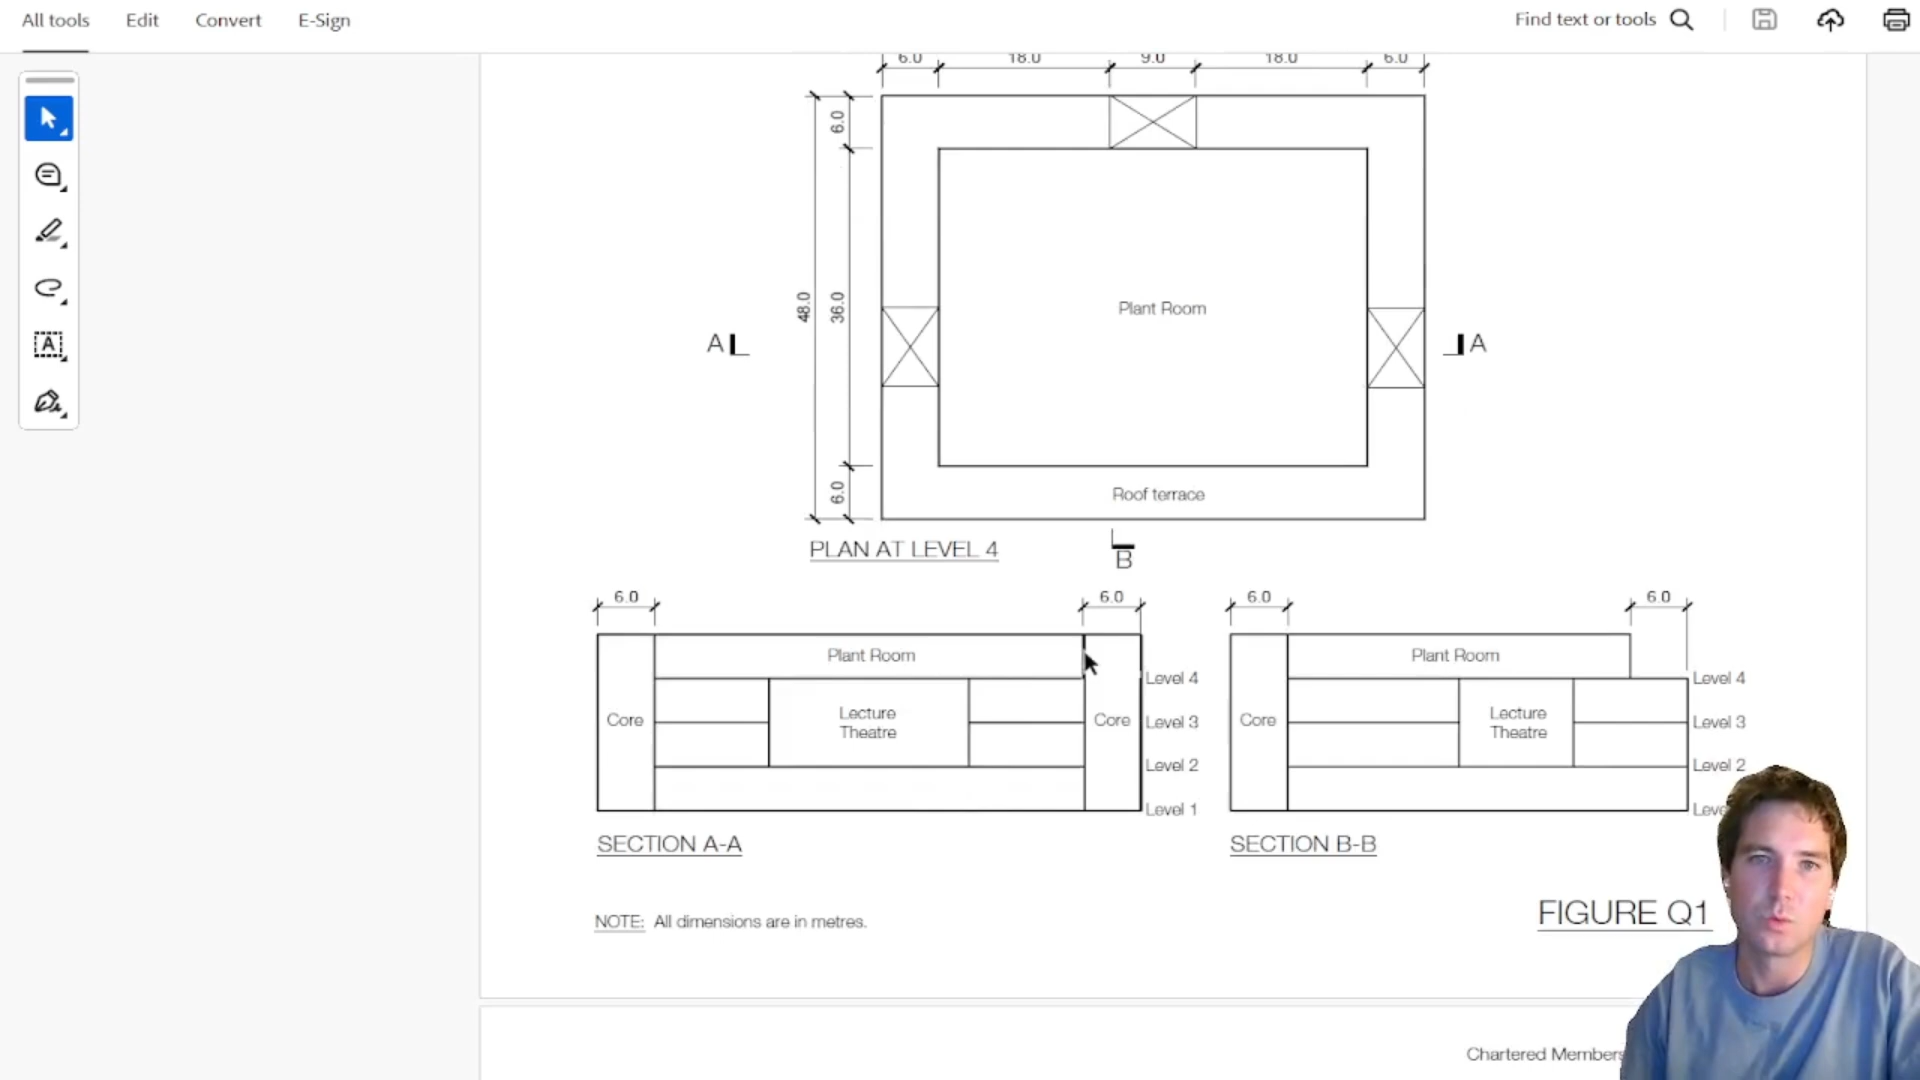 All tools Edit Convert E-Sign Find text or tools
6.0 18.0 9.0 18.0 6.0
6.0
48.0 36.0
Plant Room
A A
6.0
Roof terrace
PLAN AT LEVEL 4
B
6.0 6.0 6.0 6.0
Plant Room Plant Room
Level 4 Level 4
Core Lecture Theatre Core Level 3
Core Lecture Theatre Level 3
Level 2 Level 2
Level 1
SECTION A-A SECTION B-B
NOTE: All dimensions are in metres.
FIGURE Q1
Chartered Members
A